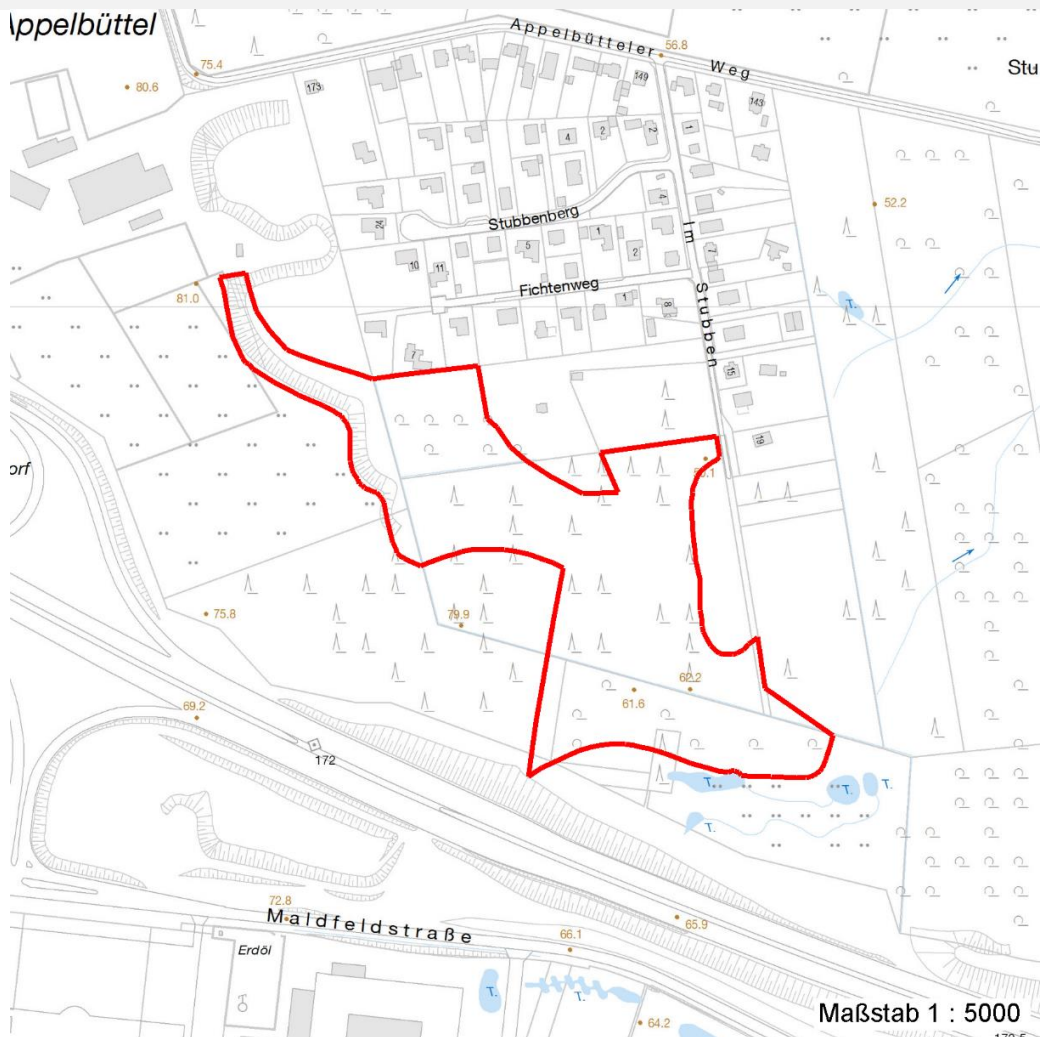 Appelbüttel
Appelbütteler Weg
56.8
75.4
80.6
Stu
173
149
143
4
2
2
1
4
52.2
Stubbenberg
24
5
1
2
7
Im Stubben
10
11
Fichtenweg
1
8
81.0
T.
7
15
19
orf
75.8
79.9
62.2
61.6
69.2
172
T.
T.
T.
T.
72.8
Maldfeldstraße
65.9
66.1
Erdöl
T.
T.
64.2
Maßstab 1 : 5000